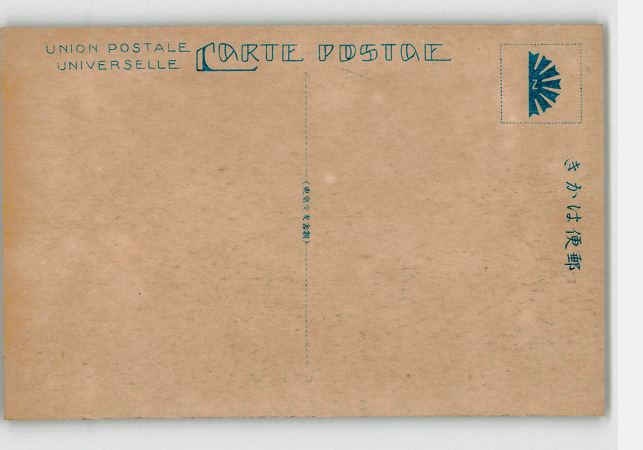 UNION POSTALE
UNIVERSELLE
CARTE POSTALE
きかは便郵